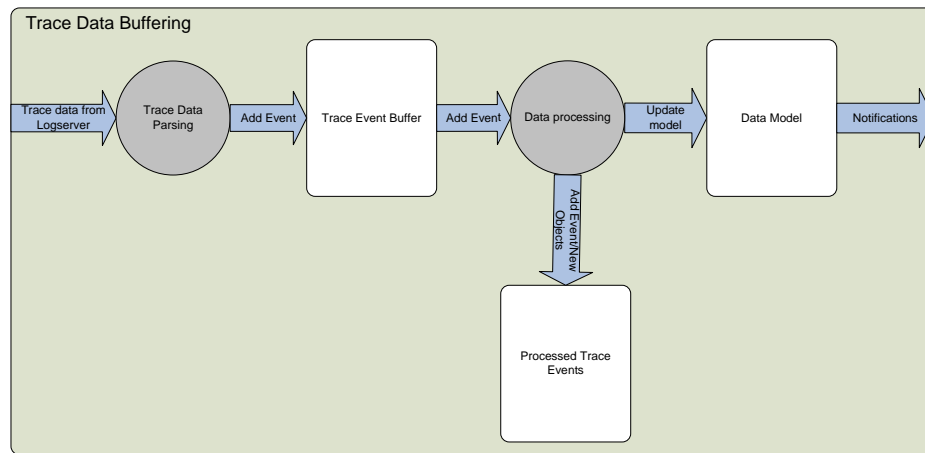 Trace Data Buffering
Trace data from
Logserver
Trace Data
Parsing
Add Event
Trace Event Buffer
Add Event
Data processing
Update
model
Data Model
Notifications
Add Event/New
Objects
Processed Trace
Events